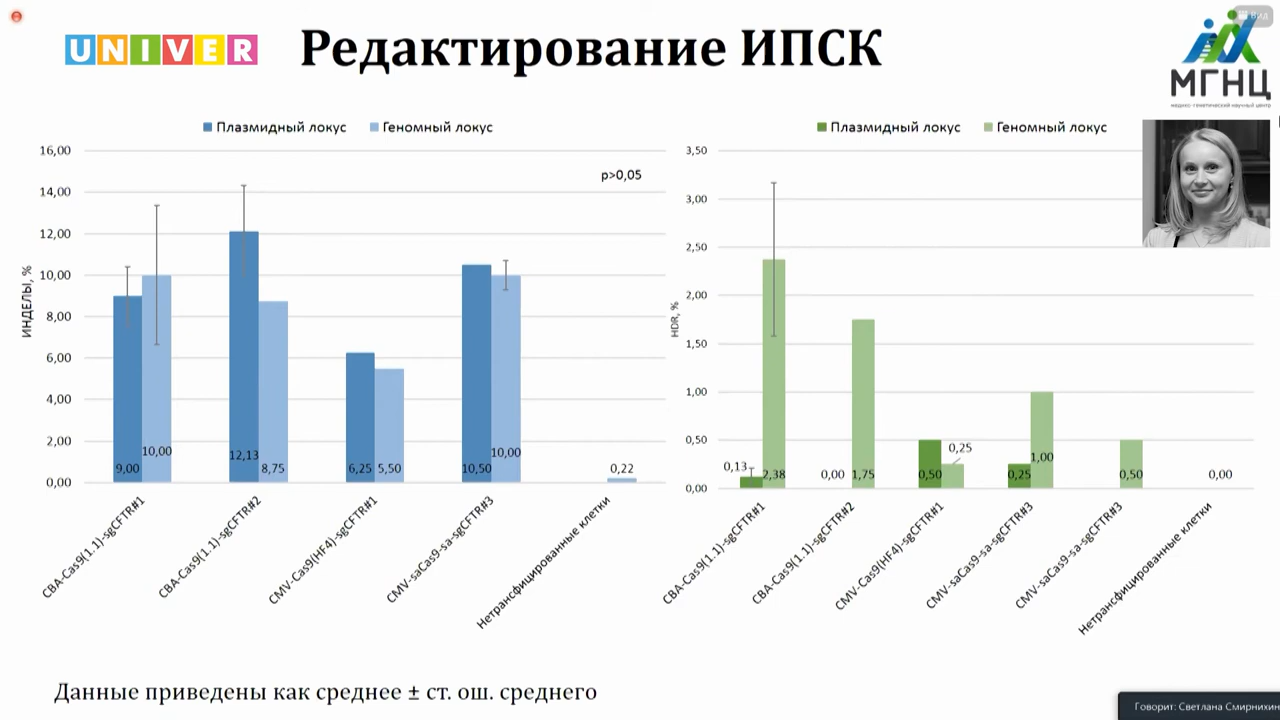 UNIVER
Редактирование ИПСК
Вид
МГНЦ
медико-генетический научный центр
Плазмидный локус
Геномный локус
16,00
14,00
12,00
10,00
8,00
6,00
4,00
2,00
0,00
ИНДЕЛЫ, %
p>0,05
9,00
10,00
12,13
8,75
6,25
5,50
10,50
10,00
0,22
CBA-Cas9(1.1)-sgCFTR#1
CBA-Cas9(1.1)-sgCFTR#2
CMV-Cas9(HF4)-sgCFTR#1
CMV-saCas9-sa-sgCFTR#3
Нетрансфицированные клетки
Плазмидный локус
Геномный локус
3,50
3,00
2,50
2,00
1,50
1,00
0,50
0,00
HDR, %
0,13
2,38
0,00
1,75
0,50
0,25
0,25
1,00
0,50
0,00
CBA-Cas9(1.1)-sgCFTR#1
CBA-Cas9(1.1)-sgCFTR#2
CMV-Cas9(HF4)-sgCFTR#1
CMV-saCas9-sa-sgCFTR#3
CMV-saCas9-sa-sgCFTR#3
Нетрансфицированные клетки
Данные приведены как среднее ± ст. ош. среднего
Говорит: Светлана Смирнихин